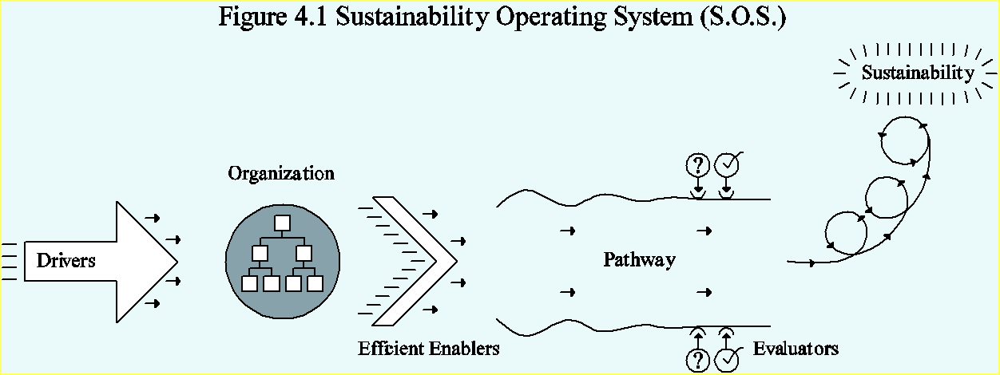 Figure 4.1 Sustainability Operating System (S.O.S.)
Sustainability
Organization
? 
Drivers
Pathway
Efficient Enablers
Evaluators
?